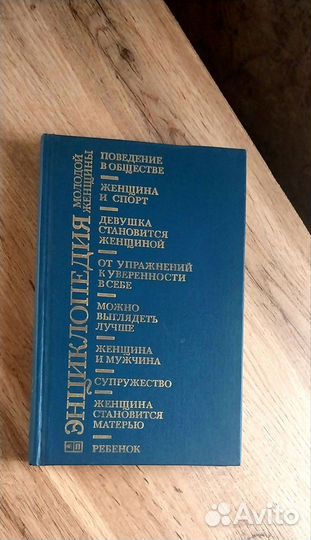 ЭНЦИКЛОПЕДИЯ
МОЛОДОЙ
ЖЕНЩИНЫ
ПОВЕДЕНИЕ
В ОБЩЕСТВЕ
ЖЕНЩИНА
И СПОРТ
ДЕВУШКА
СТАНОВИТСЯ
ЖЕНЩИНОЙ
ОТ УПРАЖНЕНИЙ
К УВЕРЕННОСТИ
В СЕБЕ
МОЖНО
ВЫГЛЯДЕТЬ
ЛУЧШЕ
ЖЕНЩИНА
И МУЖЧИНА
СУПРУЖЕСТВО
ЖЕНЩИНА
СТАНОВИТСЯ
МАТЕРЬЮ
РЕБЕНОК
Avito